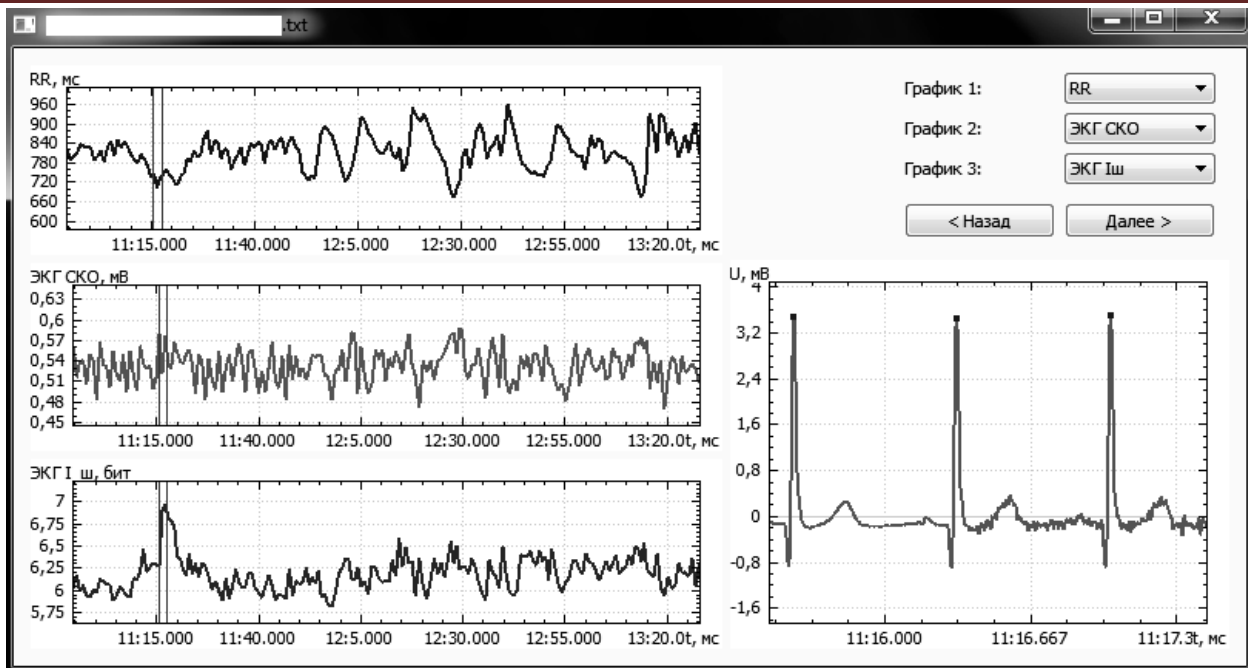 .txt
RR, мс
960
900
840
780
720
660
600
11:15.000 11:40.000 12:5.000 12:30.000 12:55.000 13:20.0t, мс
График 1: RR
График 2: ЭКГ СКО
График 3: ЭКГ Iш
< Назад Далее >
ЭКГ СКО, мВ
0,63
0,6
0,57
0,54
0,51
0,48
0,45
11:15.000 11:40.000 12:5.000 12:30.000 12:55.000 13:20.0t, мс
ЭКГ I_ш, бит
7
6,75
6,5
6,25
6
5,75
11:15.000 11:40.000 12:5.000 12:30.000 12:55.000 13:20.0t, мс
U, мВ
4
3,2
2,4
1,6
0,8
0
-0,8
-1,6
11:16.000 11:16.667 11:17.3t, мс